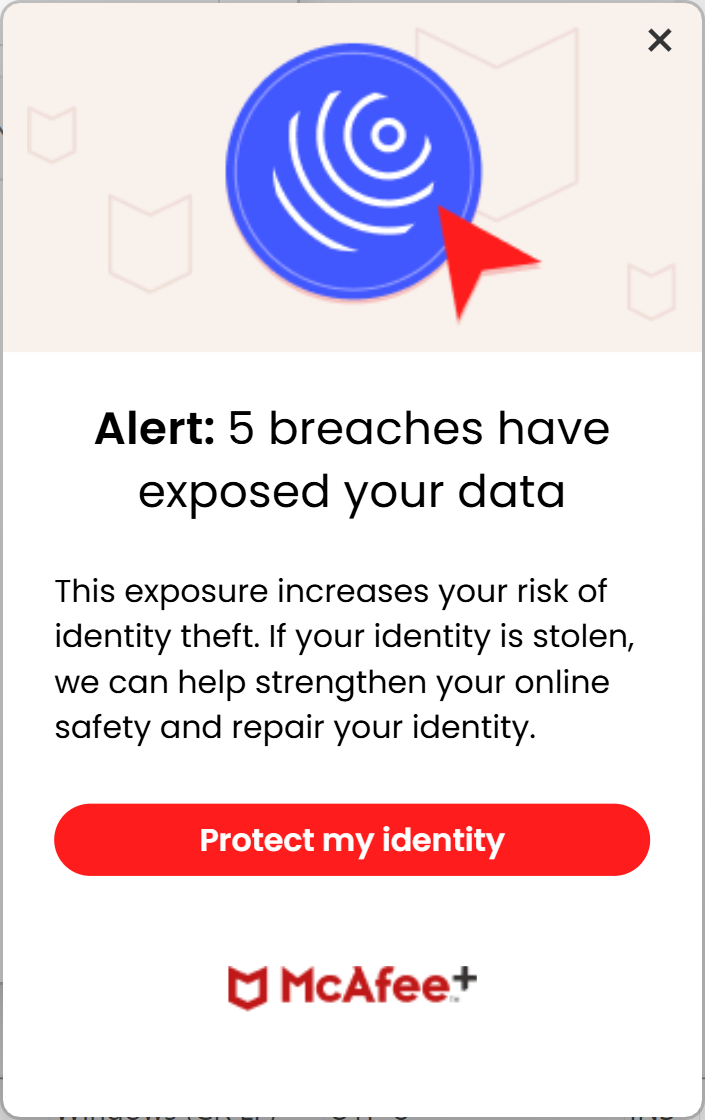 Alert: 5 breaches have
exposed your data
This exposure increases your risk of
identity theft. If your identity is stolen,
we can help strengthen your online
safety and repair your identity.
Protect my identity
McAfee+™